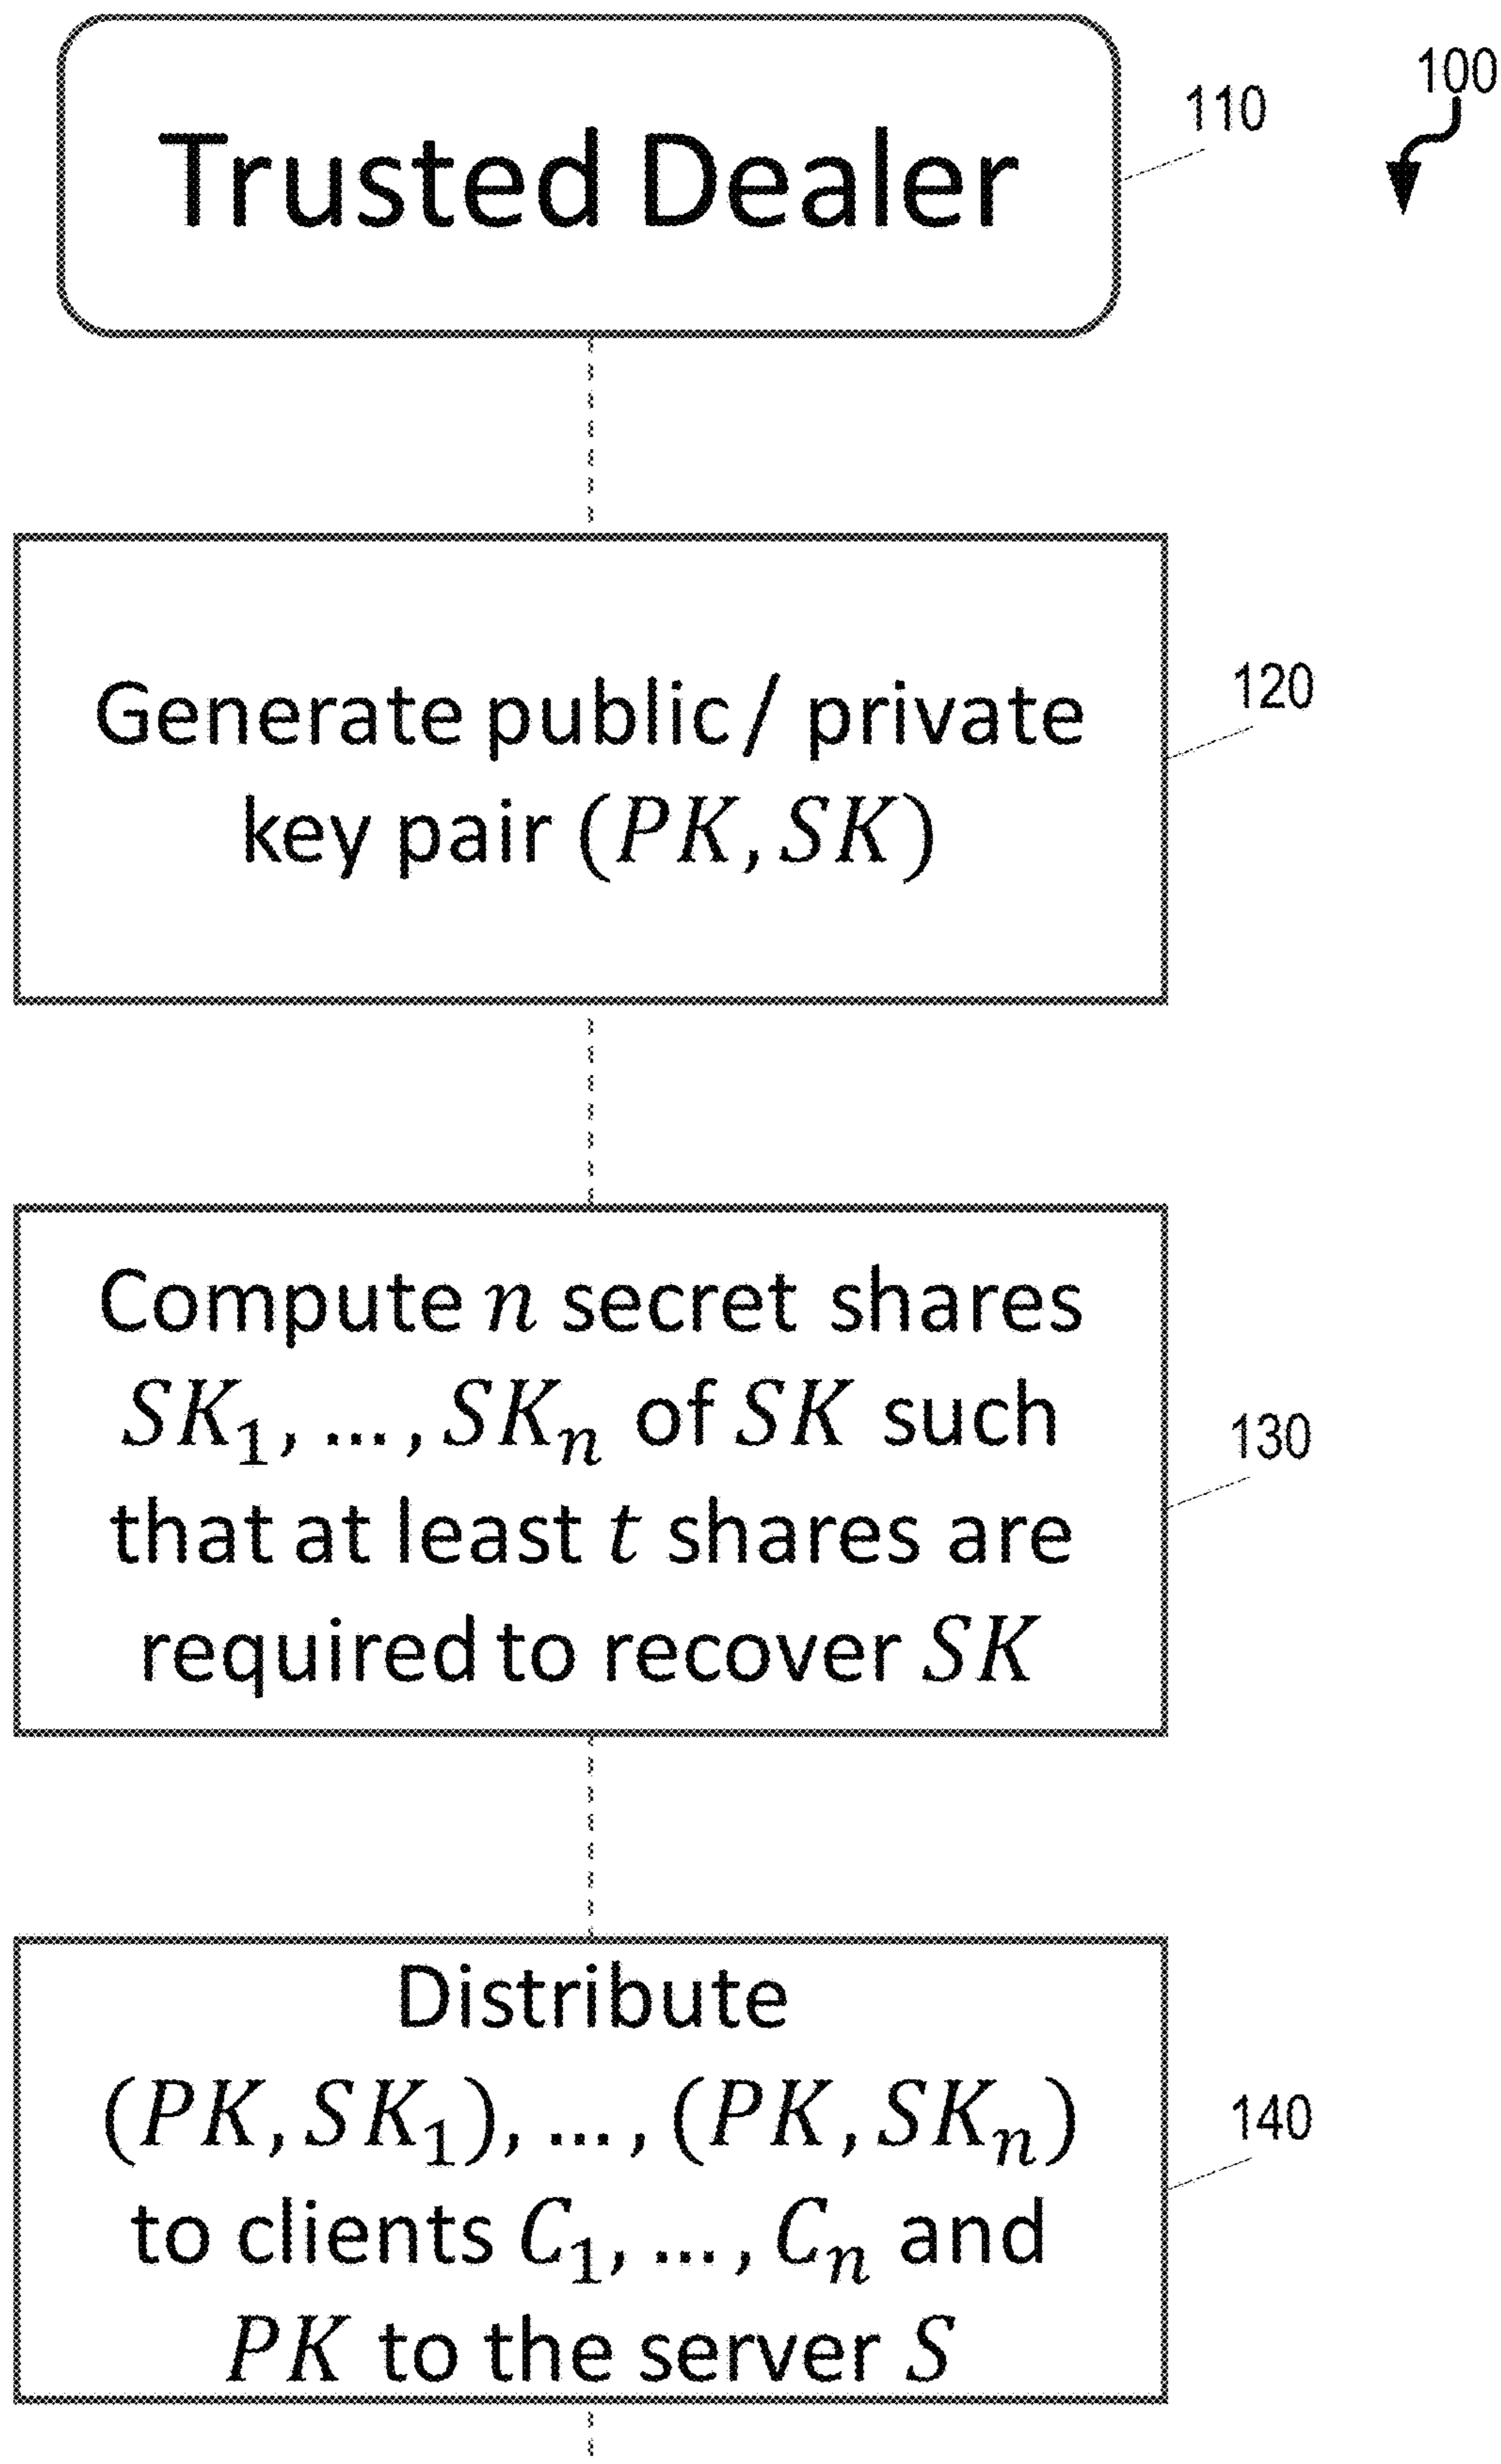 100
110
Trusted Dealer
120
Generate public / private
key pair (PK, SK)
130
Compute n secret shares
SK₁, ..., SKₙ of SK such
that at least t shares are
required to recover SK
140
Distribute
(PK, SK₁), ..., (PK, SKₙ)
to clients C₁, ..., Cₙ and
PK to the server S